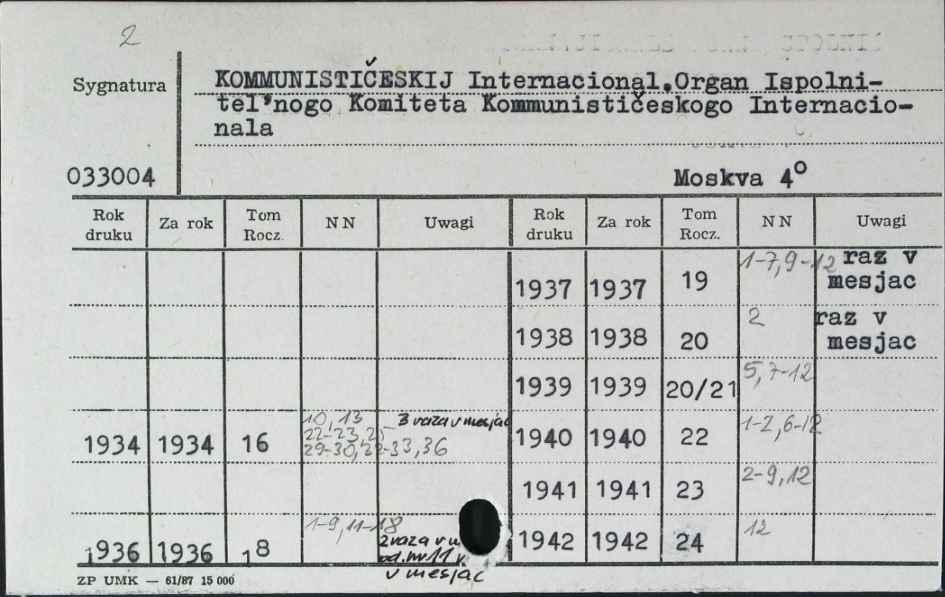 2
Sygnatura
KOMMUNISTIČESKIJ Internacional.Organ Ispolni-
tel'nogo Komiteta Kommunističeskogo Internacio-
nala
033004
Moskva 4°
Rok druku Za rok Tom Rocz. NN Uwagi Rok druku Za rok Tom Rocz. NN Uwagi
1937 1937 19 1-7, 9-12 raz v
mesjac
1938 1938 20 2 raz v
mesjac
1939 1939 20/21 5, 7-12
1934 1934 16 10, 13 3 raza v mesjac 1940 1940 22 1-2, 6-12
22-23, 25
29-30, 33, 36
1941 1941 23 2-9, 12
1936 1936 18 1-9, 11-18 2 raza v 1942 1942 24 12
od. nr 11
v mesjac
ZP UMK — 61/87 15 000